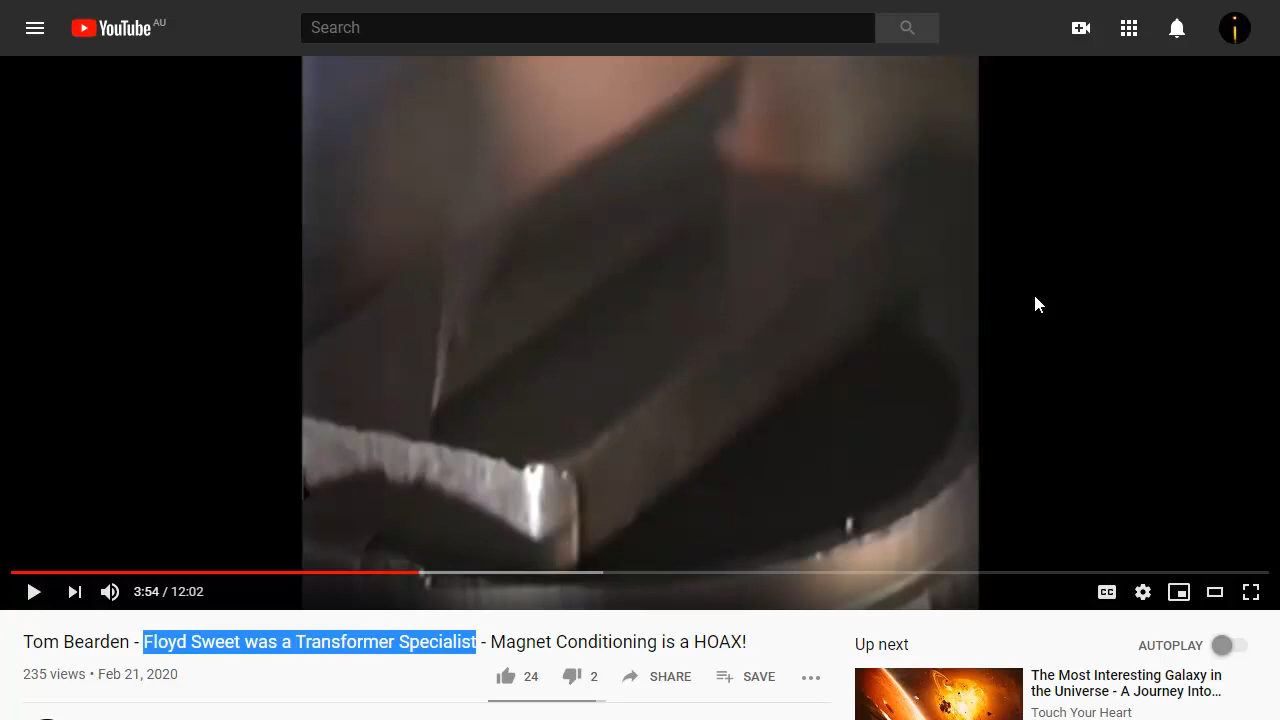 YouTube AU
Search
3:54 / 12:02
CC
Tom Bearden - Floyd Sweet was a Transformer Specialist - Magnet Conditioning is a HOAX!
235 views • Feb 21, 2020
24
2
SHARE
SAVE
Up next
AUTOPLAY
The Most Interesting Galaxy in
the Universe - A Journey Into...
Touch Your Heart